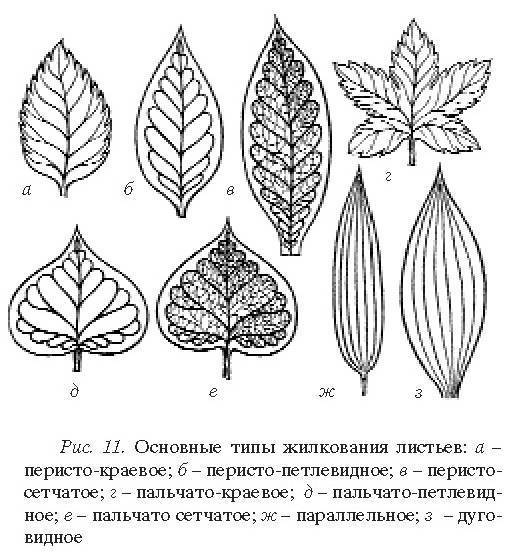 а
б
в
г
д
е
ж
з
Рис. 11. Основные типы жилкования листьев: а –
перисто-краевое; б – перисто-петлевидное; в – перисто-
сетчатое; г – пальчато-краевое; д – пальчато-петлевид-
ное; е – пальчато сетчатое; ж – параллельное; з – дуго-
видное